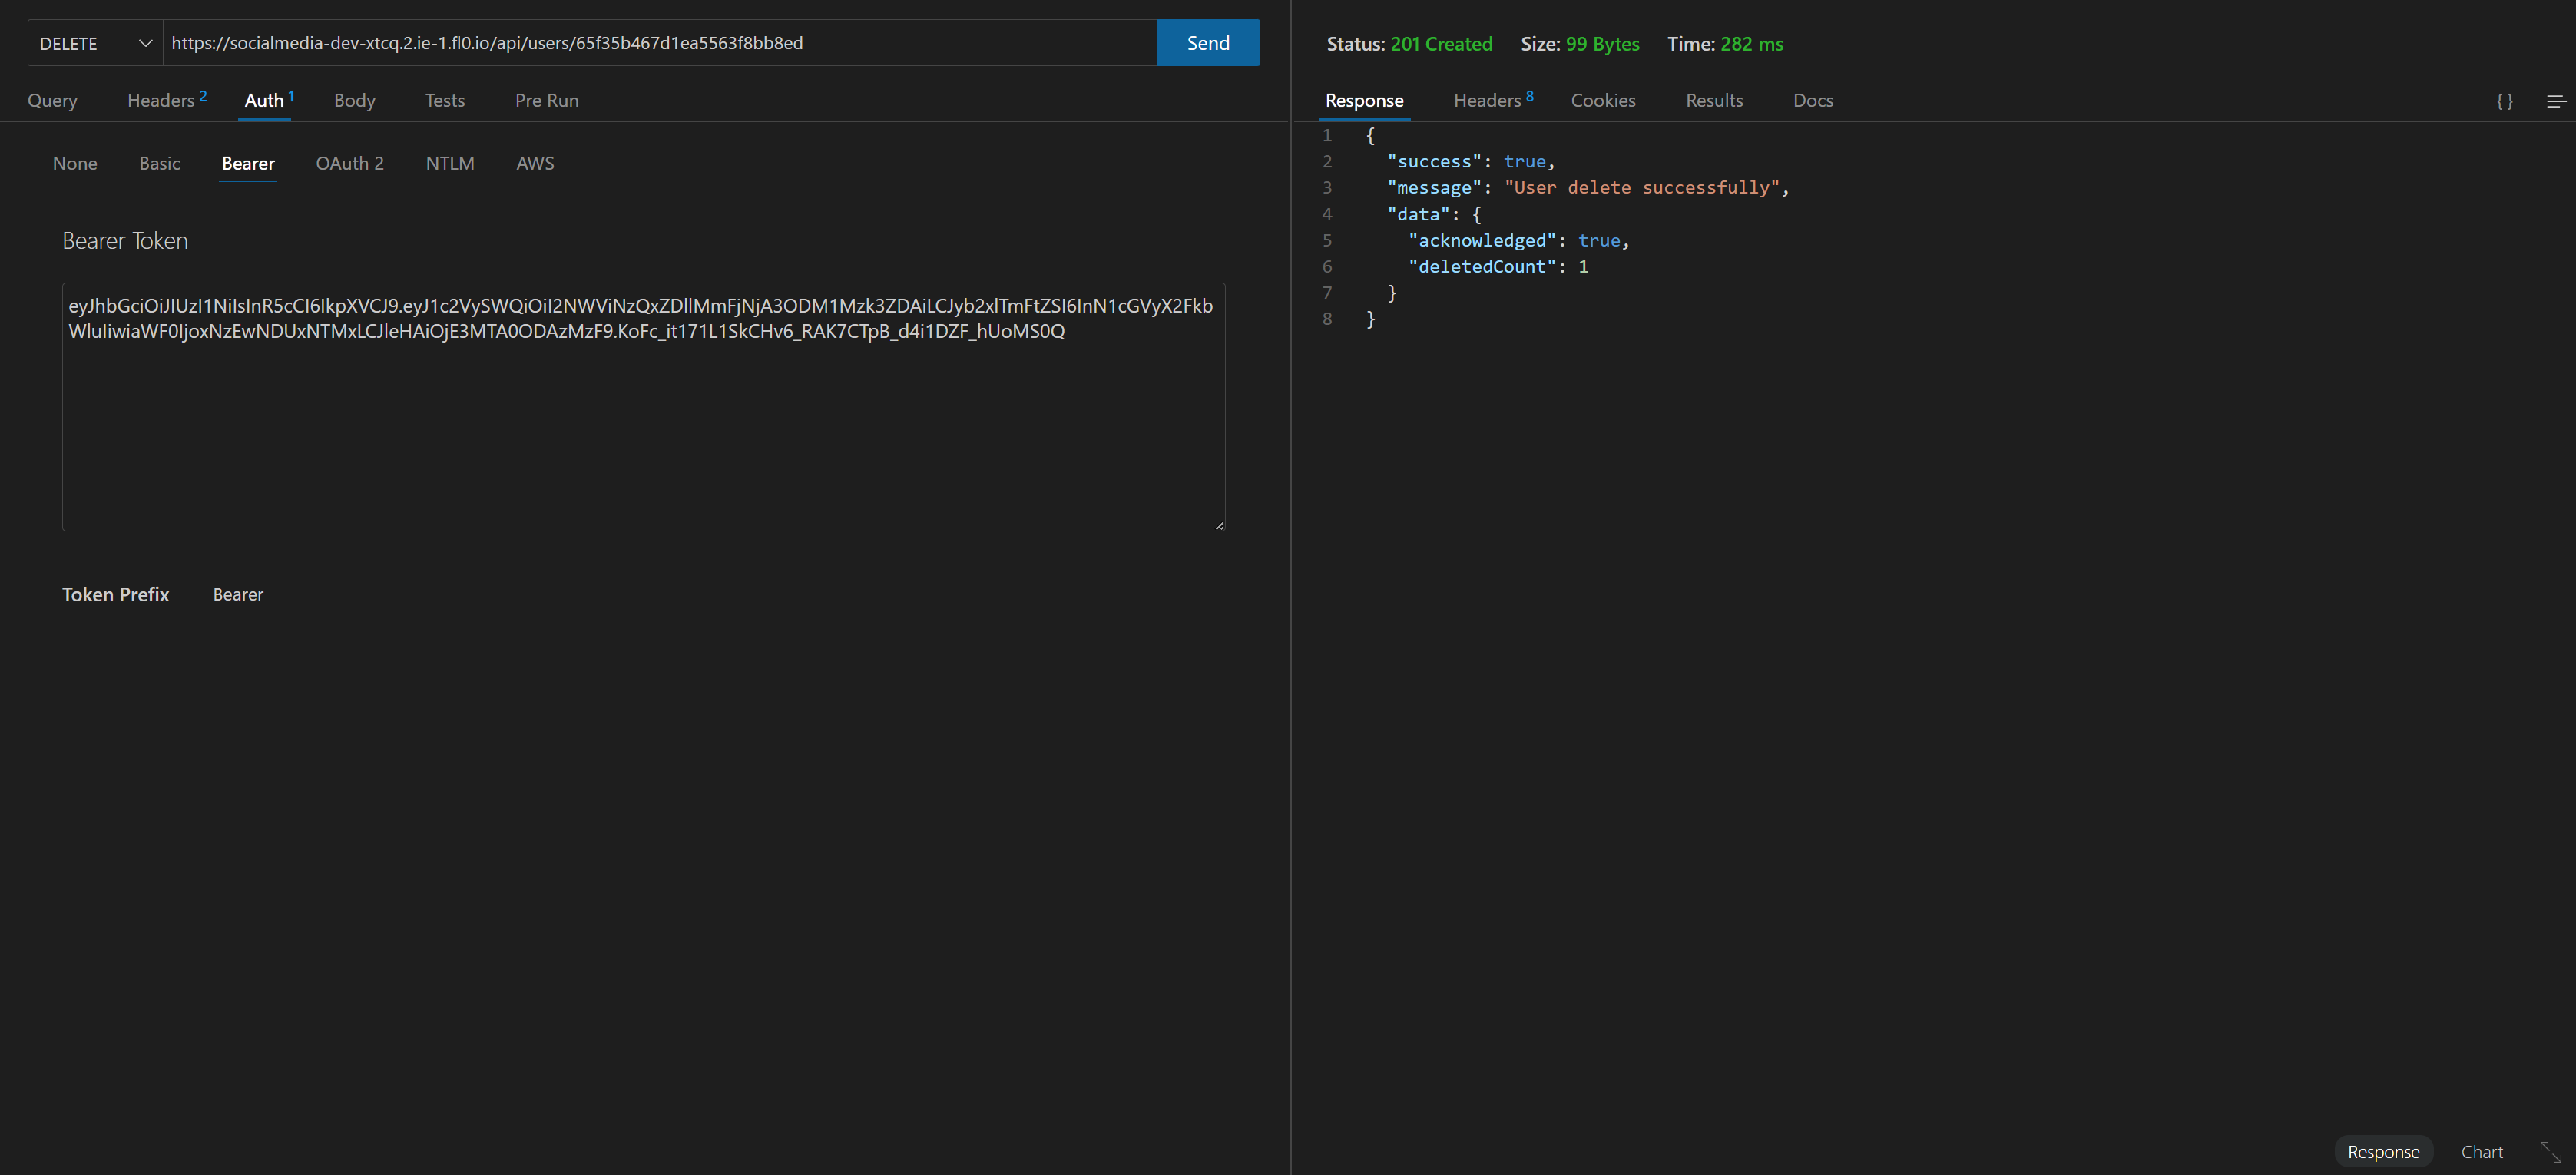 DELETE
https://socialmedia-dev-xtcq.2.ie-1.fl0.io/api/users/65f35b467d1ea5563f8bb8ed
Send
Query Headers 2 Auth 1 Body Tests Pre Run
None Basic Bearer OAuth 2 NTLM AWS
Bearer Token
eyJhbGciOiJIUzI1NiIsInR5cCI6IkpXVCJ9.eyJ1c2VySWQiOiI2NWViNzQxZDllMmFjNjA3ODM1Mzk3ZDAiLCJyb2xlTmFtZSI6InN1cGVyX2Fkb
WluIiwiaWF0IjoxNzEwNDUxNTMxLCJleHAiOjE3MTA0ODAzMzF9.KoFc_it171L1SkCHv6_RAK7CTpB_d4i1DZF_hUoMS0Q
Token Prefix Bearer
Status: 201 Created Size: 99 Bytes Time: 282 ms
Response Headers 8 Cookies Results Docs { }
1 {
2 "success": true,
3 "message": "User delete successfully",
4 "data": {
5 "acknowledged": true,
6 "deletedCount": 1
7 }
8 }
Response Chart